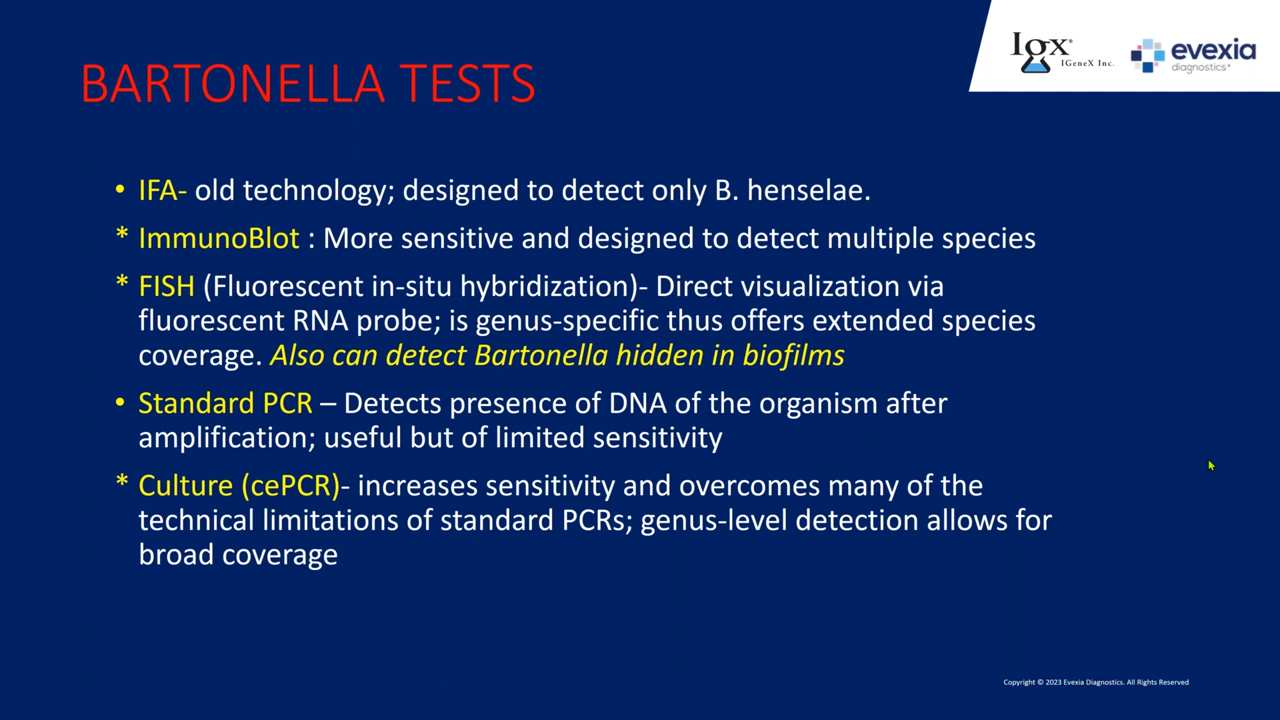 Igx®
IGeneX Inc.
evexia
diagnostics®
BARTONELLA TESTS
• IFA- old technology; designed to detect only B. henselae.
* ImmunoBlot : More sensitive and designed to detect multiple species
* FISH (Fluorescent in-situ hybridization)- Direct visualization via
fluorescent RNA probe; is genus-specific thus offers extended species
coverage. Also can detect Bartonella hidden in biofilms
• Standard PCR – Detects presence of DNA of the organism after
amplification; useful but of limited sensitivity
* Culture (cePCR)- increases sensitivity and overcomes many of the
technical limitations of standard PCRs; genus-level detection allows for
broad coverage
Copyright © 2023 Evexia Diagnostics. All Rights Reserved